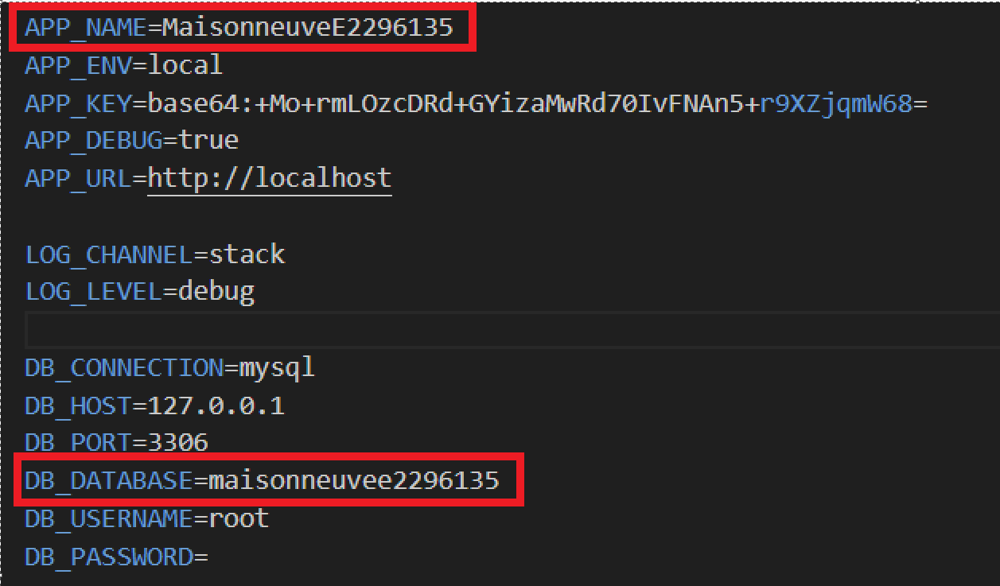 APP_NAME=MaisonneuveE2296135
APP_ENV=local
APP_KEY=base64:+Mo+rmLOzcDRd+GYizaMwRd70IvFNAn5+r9XZjqmW68=
APP_DEBUG=true
APP_URL=http://localhost
LOG_CHANNEL=stack
LOG_LEVEL=debug
DB_CONNECTION=mysql
DB_HOST=127.0.0.1
DB_PORT=3306
DB_DATABASE=maisonneuvee2296135
DB_USERNAME=root
DB_PASSWORD=